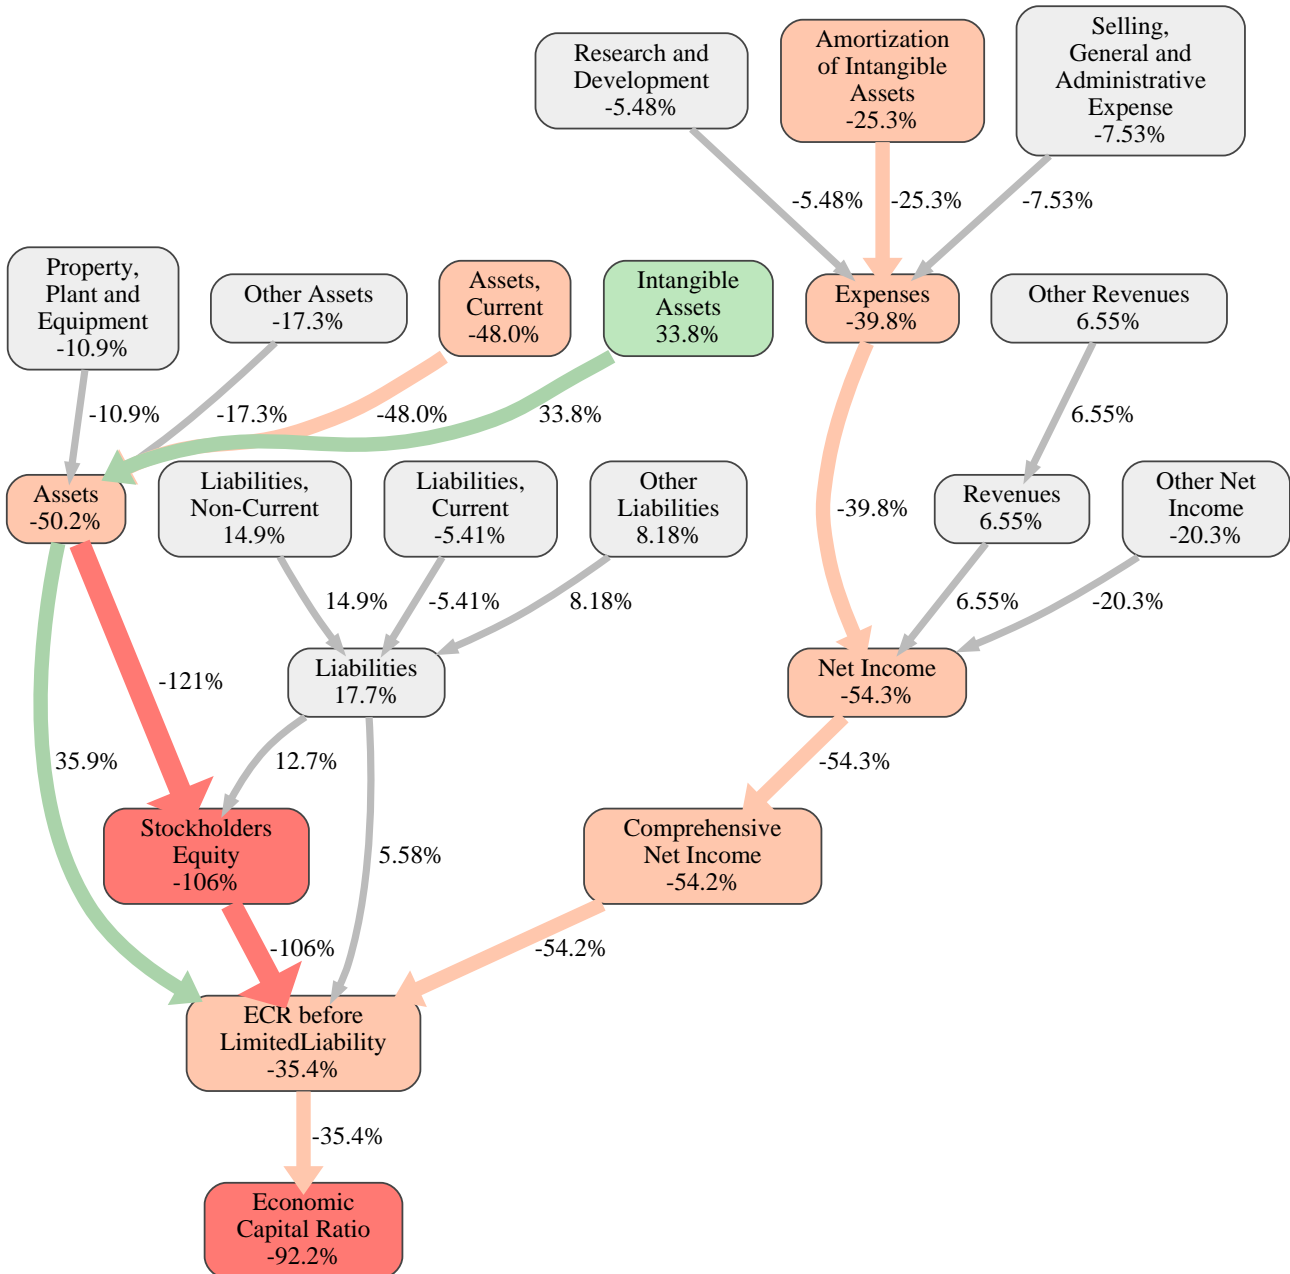 Research and
Development
-5.48%
Amortization
of Intangible
Assets
-25.3%
Selling,
General and
Administrative
Expense
-7.53%
-5.48%
-25.3%
-7.53%
Property,
Plant and
Equipment
-10.9%
Other Assets
-17.3%
Assets,
Current
-48.0%
Intangible
Assets
33.8%
Expenses
-39.8%
Other Revenues
6.55%
-10.9%
-17.3%
-48.0%
33.8%
6.55%
Assets
-50.2%
Liabilities,
Non-Current
14.9%
Liabilities,
Current
-5.41%
Other
Liabilities
8.18%
-39.8%
Revenues
6.55%
Other Net
Income
-20.3%
14.9%
-5.41%
8.18%
6.55%
-20.3%
-121%
Liabilities
17.7%
Net Income
-54.3%
35.9%
12.7%
-54.3%
Stockholders
Equity
-106%
5.58%
Comprehensive
Net Income
-54.2%
-106%
-54.2%
ECR before
LimitedLiability
-35.4%
-35.4%
Economic
Capital Ratio
-92.2%